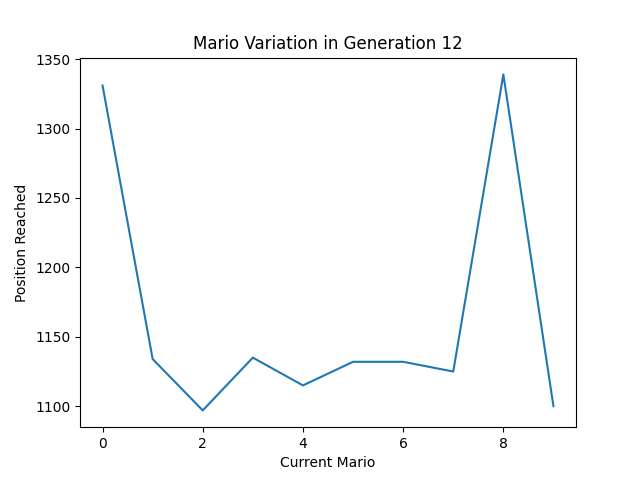 Mario Variation in Generation 12
1350
1300
1250
1200
1150
1100
Position Reached
0 2 4 6 8
Current Mario